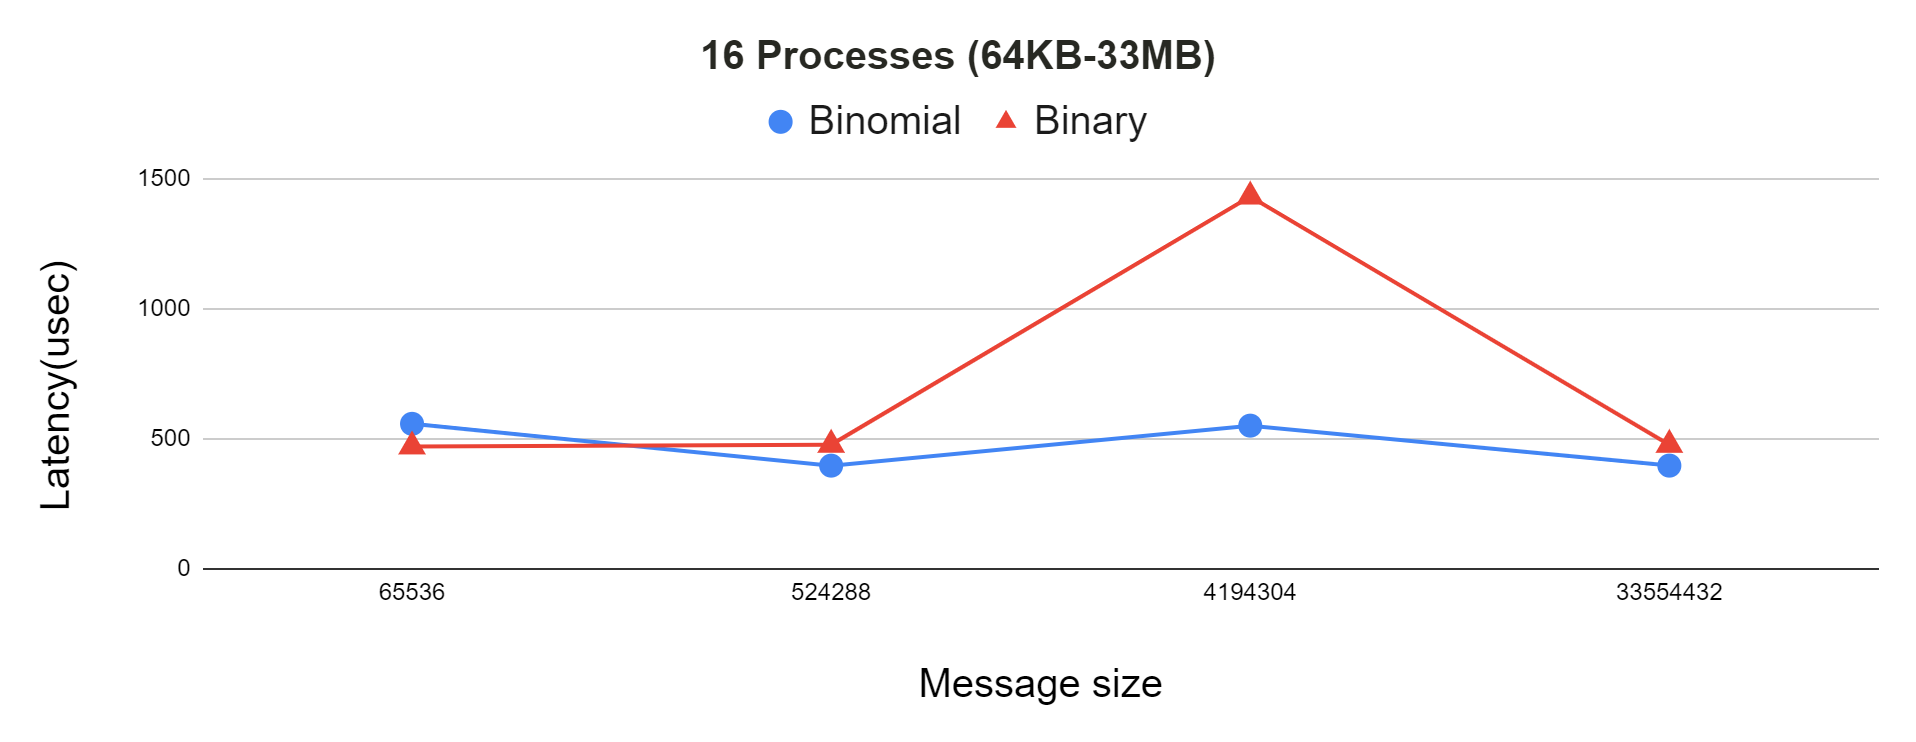 16 Processes (64KB-33MB)
Binomial Binary
1500
1000
500
0
Latency(usec)
65536 524288 4194304 33554432
Message size